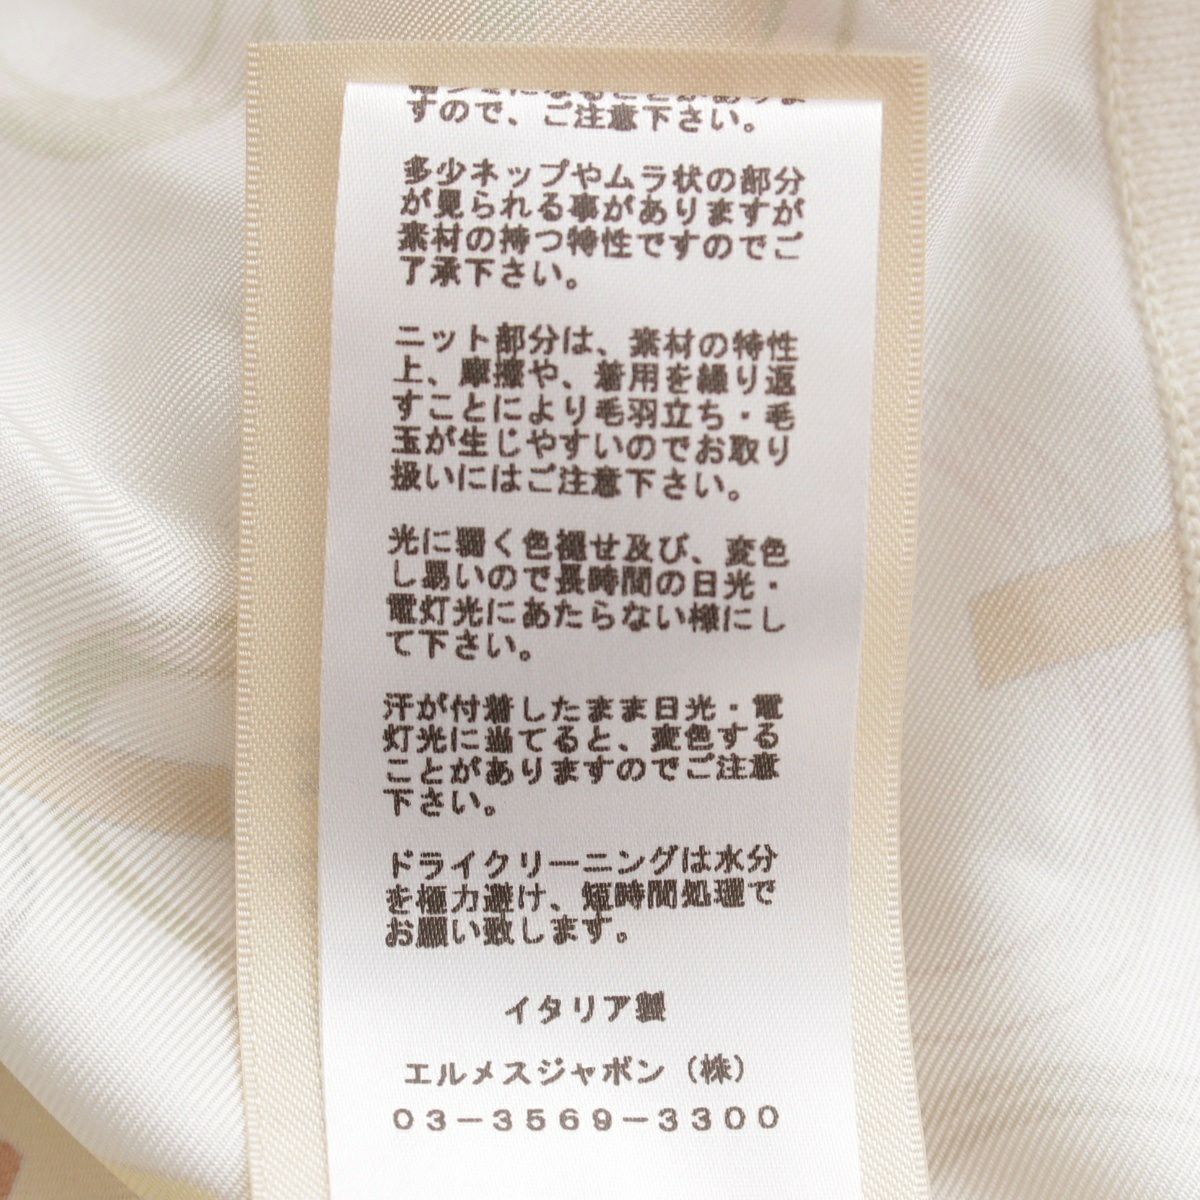 になることがありま
すので、ご注意下さい。
多少ネップやムラ状の部分
が見られる事がありますが
素材の持つ特性ですのでご
了承下さい。
ニット部分は、素材の特性
上、摩擦や、着用を繰り返
すことにより毛羽立ち・毛
玉が生じやすいのでお取り
扱いにはご注意下さい。
光に弱く色褪せ及び、変色
し易いので長時間の日光・
電灯光にあたらない様にし
て下さい。
汗が付着したまま日光・電
灯光に当てると、変色する
ことがありますのでご注意
下さい。
ドライクリーニングは水分
を極力避け、短時間処理で
お願い致します。
イタリア製
エルメスジャポン（株）
０３－３５６９－３３００